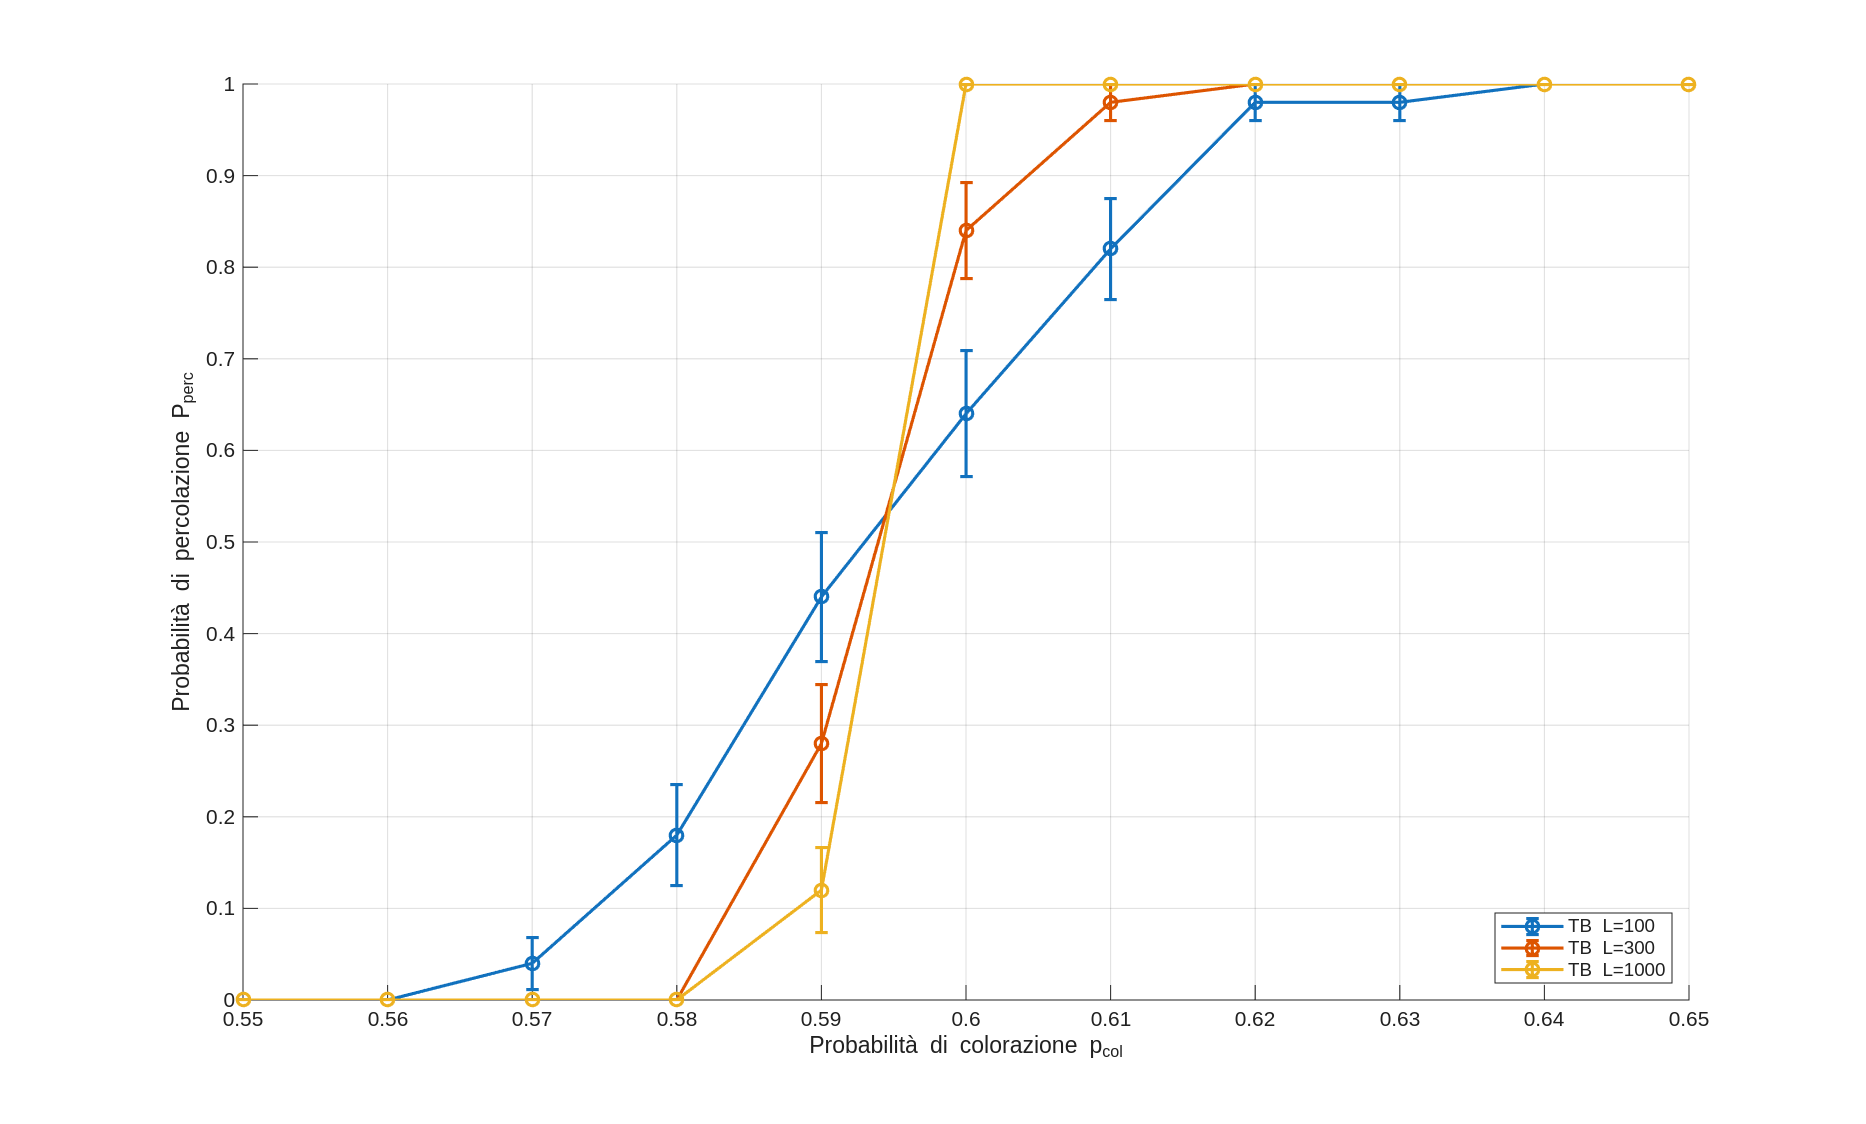 1
0.9
0.8
0.7
0.6
0.5
0.4
0.3
0.2
0.1
0
Probabilità di percolazione Pperc
0.55 0.56 0.57 0.58 0.59 0.6 0.61 0.62 0.63 0.64 0.65
Probabilità di colorazione pcol
TB L=100
TB L=300
TB L=1000